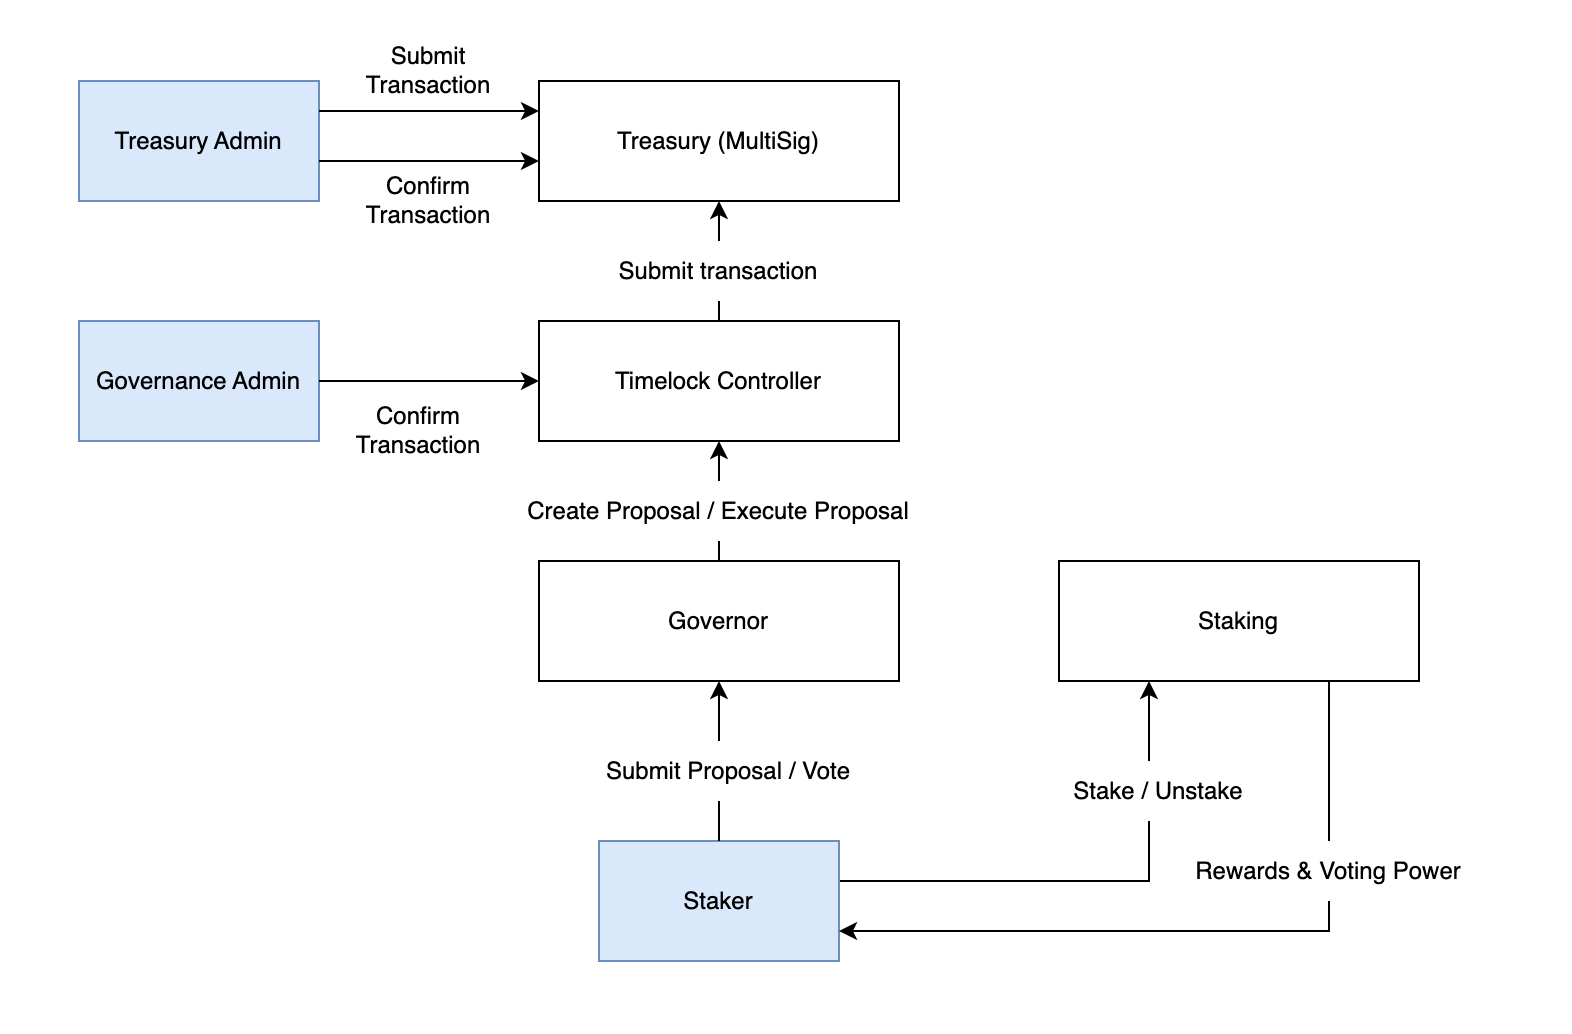 Submit
Transaction
Treasury Admin
Treasury (MultiSig)
Confirm
Transaction
Submit transaction
Governance Admin
Timelock Controller
Confirm
Transaction
Create Proposal / Execute Proposal
Governor
Staking
Submit Proposal / Vote
Stake / Unstake
Rewards & Voting Power
Staker